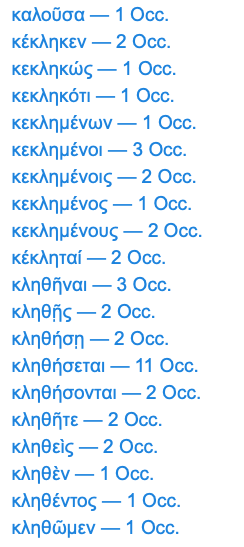 καλοῦσα — 1 Occ.
κέκληκεν — 2 Occ.
κεκληκώς — 1 Occ.
κεκληκότι — 1 Occ.
κεκλημένων — 1 Occ.
κεκλημένοι — 3 Occ.
κεκλημένοις — 2 Occ.
κεκλημένος — 1 Occ.
κεκλημένους — 2 Occ.
κέκληταί — 2 Occ.
κληθῆναι — 3 Occ.
κληθῇς — 2 Occ.
κληθήσῃ — 2 Occ.
κληθήσεται — 11 Occ.
κληθήσονται — 2 Occ.
κληθῆτε — 2 Occ.
κληθεὶς — 2 Occ.
κληθὲν — 1 Occ.
κληθέντος — 1 Occ.
κληθῶμεν — 1 Occ.